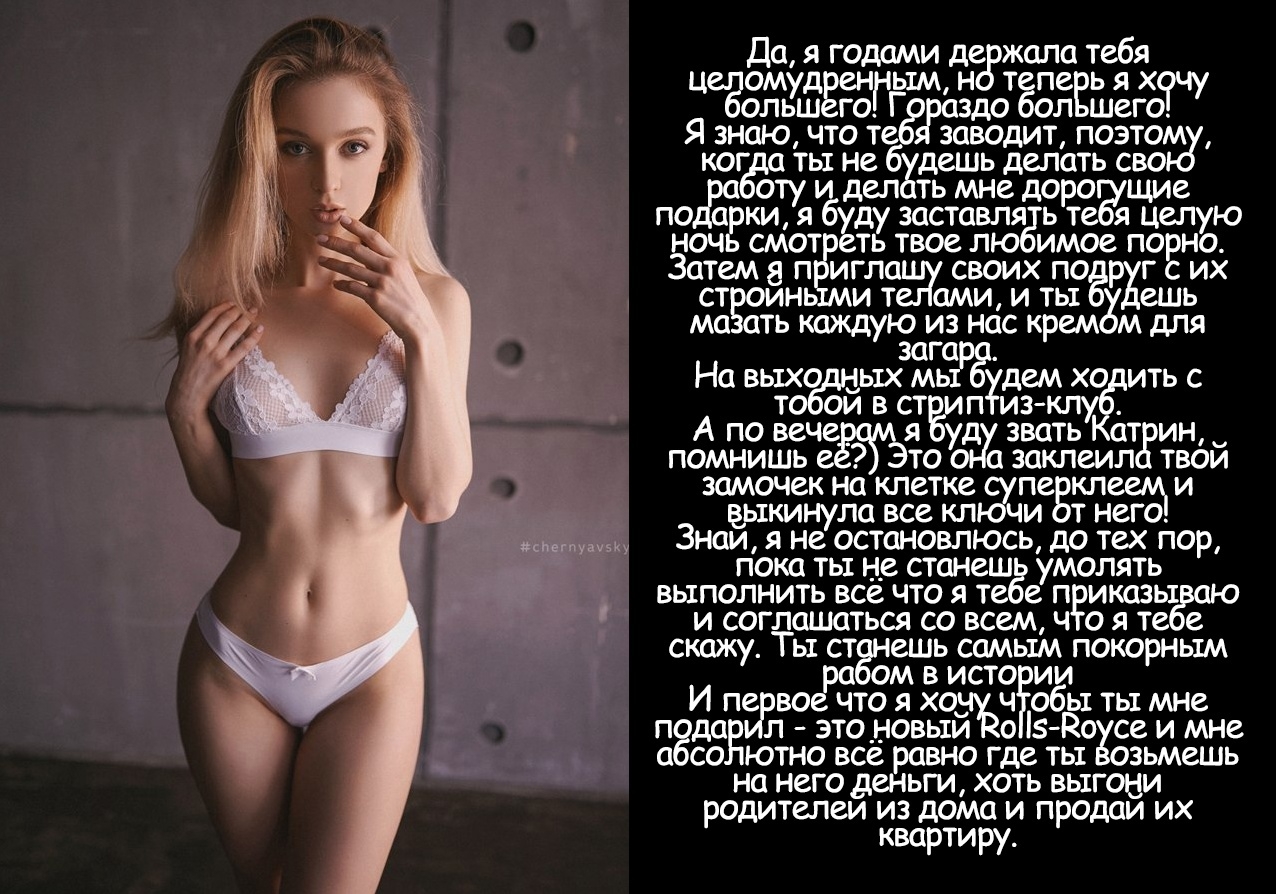 Да, я годами держала тебя
целомудренным, но теперь я хочу
большего! Гораздо большего!
Я знаю, что тебя заводит, поэтому,
когда ты не будешь делать свою
работу и делать мне дорогущие
подарки, я буду заставлять тебя целую
ночь смотреть твое любимое порно.
Затем я приглашу своих подруг с их
стройными телами, и ты будешь
мазать каждую из нас кремом для
загара.
На выходных мы будем ходить с
тобой в стриптиз-клуб.
А по вечерам я буду звать Катрин,
помнишь её?) Это она заклеила твой
замочек на клетке суперклеем и
выкинула все ключи от него!
Знай, я не остановлюсь, до тех пор,
пока ты не станешь умолять
выполнить всё что я тебе приказываю
и соглашаться со всем, что я тебе
скажу. Ты станешь самым покорным
рабом в истории
И первое что я хочу чтобы ты мне
подарил - это новый Rolls-Royce и мне
абсолютно всё равно где ты возьмешь
на него деньги, хоть выгони
родителей из дома и продай их
квартиру.
#chernyavsky